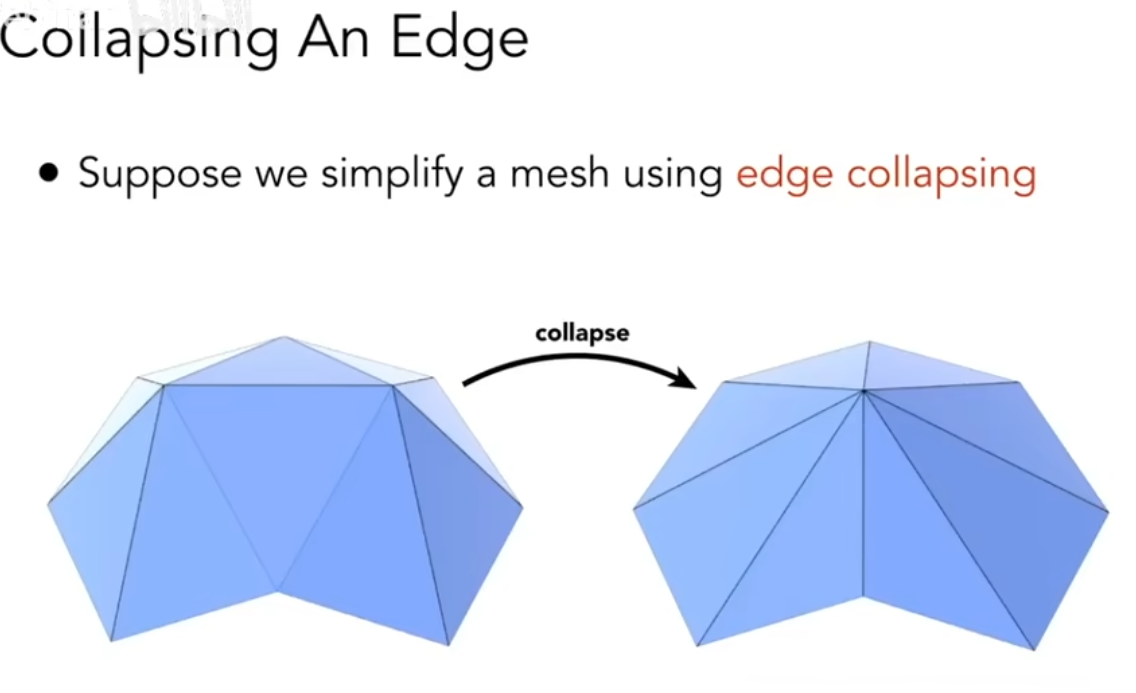 Collapsing An Edge
• Suppose we simplify a mesh using edge collapsing
collapse